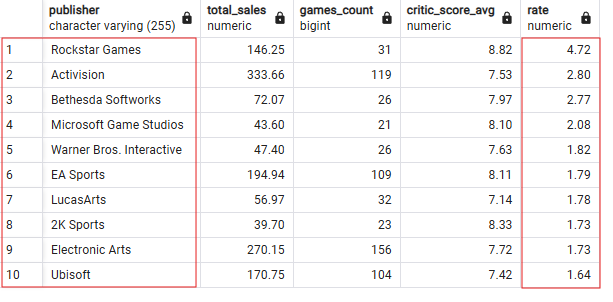 publisher total_sales games_count critic_score_avg rate
character varying (255) numeric bigint numeric numeric
1 Rockstar Games 146.25 31 8.82 4.72
2 Activision 333.66 119 7.53 2.80
3 Bethesda Softworks 72.07 26 7.97 2.77
4 Microsoft Game Studios 43.60 21 8.10 2.08
5 Warner Bros. Interactive 47.40 26 7.63 1.82
6 EA Sports 194.94 109 8.11 1.79
7 LucasArts 56.97 32 7.14 1.78
8 2K Sports 39.70 23 8.33 1.73
9 Electronic Arts 270.15 156 7.72 1.73
10 Ubisoft 170.75 104 7.42 1.64